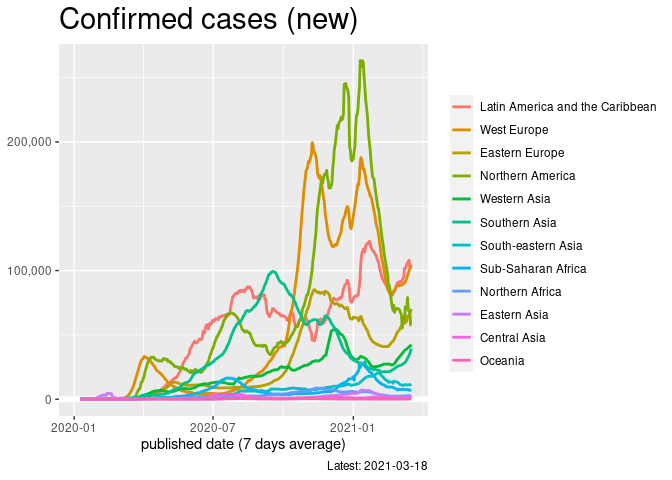 Confirmed cases (new)
200,000
100,000
0
2020-01
2020-07
2021-01
published date (7 days average)
Latest: 2021-03-18
Latin America and the Caribbean
West Europe
Eastern Europe
Northern America
Western Asia
Southern Asia
South-eastern Asia
Sub-Saharan Africa
Northern Africa
Eastern Asia
Central Asia
Oceania